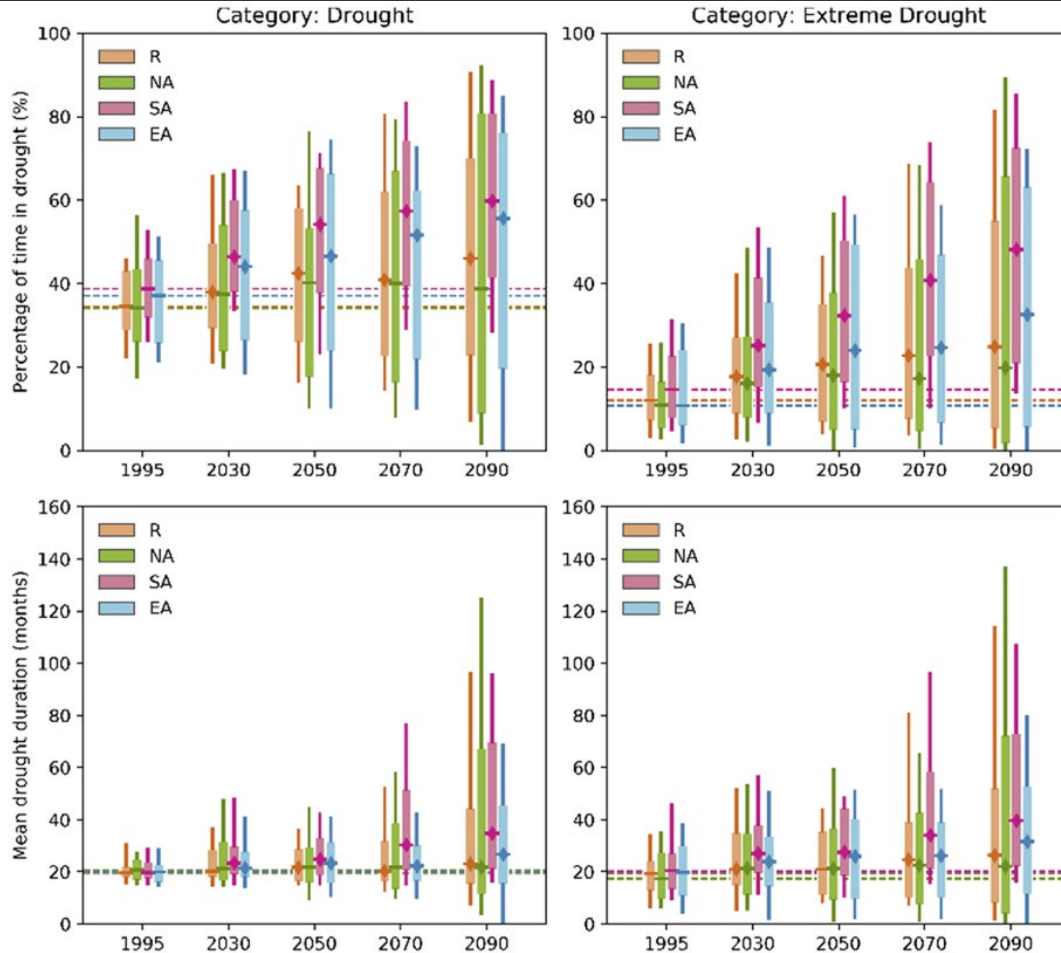 Category: Drought
Category: Extreme Drought
Percentage of time in drought (%)
100
80
60
40
20
0
R
NA
SA
EA
1995 2030 2050 2070 2090
100
80
60
40
20
0
R
NA
SA
EA
1995 2030 2050 2070 2090
Mean drought duration (months)
160
140
120
100
80
60
40
20
0
R
NA
SA
EA
1995 2030 2050 2070 2090
160
140
120
100
80
60
40
20
0
R
NA
SA
EA
1995 2030 2050 2070 2090